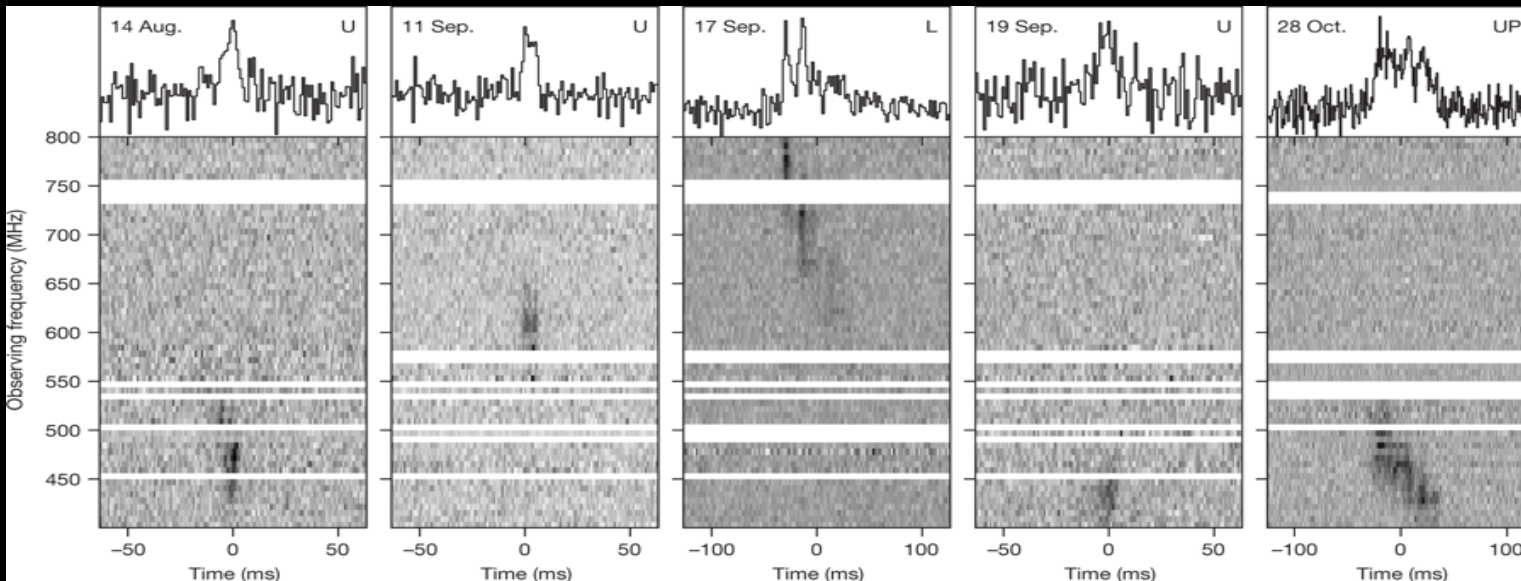 14 Aug. U
11 Sep. U
17 Sep. L
19 Sep. U
28 Oct. UP
Observing frequency (MHz)
800
750
700
650
600
550
500
450
−50 0 50
−50 0 50
−100 0 100
−50 0 50
−100 0 100
Time (ms)
Time (ms)
Time (ms)
Time (ms)
Time (ms)